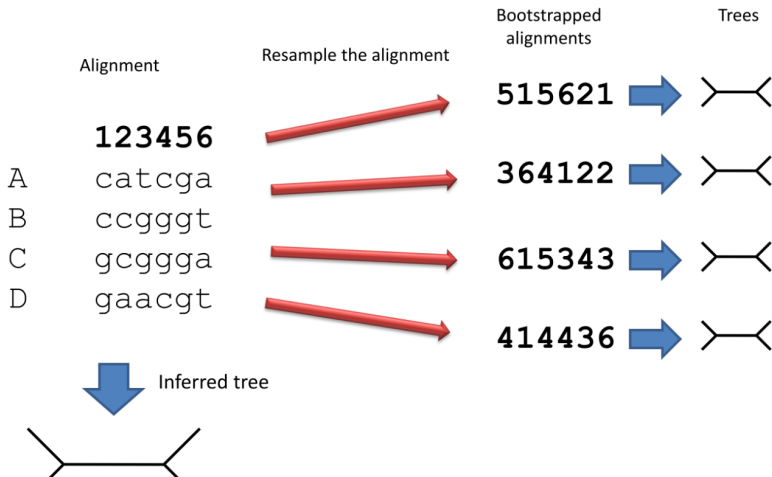 Alignment
Resample the alignment
Bootstrapped
alignments
Trees
123456
A catcga
B ccgggt
C gcggga
D gaacgt
515621
364122
615343
414436
Inferred tree